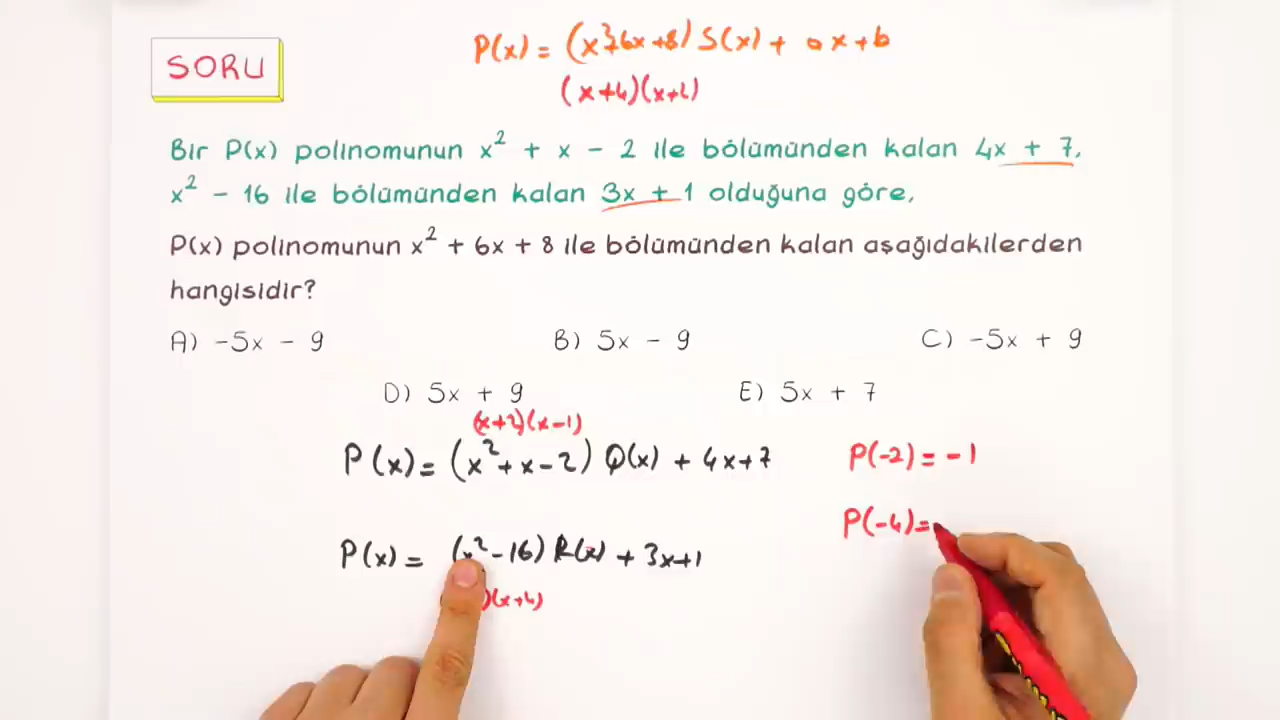 P(x) = (x²+6x+8) S(x) + ax+b
SORU
(x+4)(x+2)
Bir P(x) polinomunun x² + x − 2 ile bölümünden kalan 4x + 7,
x² − 16 ile bölümünden kalan 3x + 1 olduğuna göre,
P(x) polinomunun x² + 6x + 8 ile bölümünden kalan aşağıdakilerden
hangisidir?
A) −5x − 9 B) 5x − 9 C) −5x + 9
D) 5x + 9 E) 5x + 7
(x+2)(x−1)
P(x) = (x²+x−2) Q(x) + 4x+7 P(−2) = −1
P(−4) =
P(x) = (x²−16) R(x) + 3x+1
)(x+4)